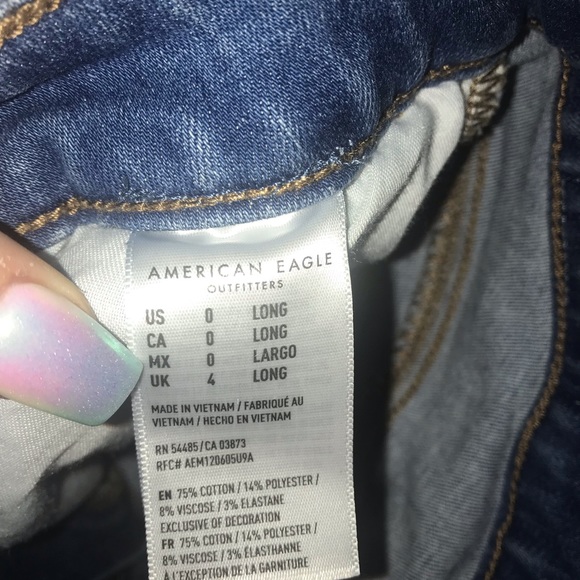 AMERICAN EAGLE
OUTFITTERS
US 0 LONG
CA 0 LONG
MX 0 LARGO
UK 4 LONG
MADE IN VIETNAM / FABRIQUÉ AU
VIETNAM / HECHO EN VIETNAM
RN 54485/CA 03873
RFC# AEM120605U9A
EN 75% COTTON / 14% POLYESTER /
8% VISCOSE / 3% ELASTANE
EXCLUSIVE OF DECORATION
FR 75% COTON / 14% POLYESTER /
8% VISCOSE / 3% ÉLASTHANNE
À L'EXCEPTION DE LA GARNITURE